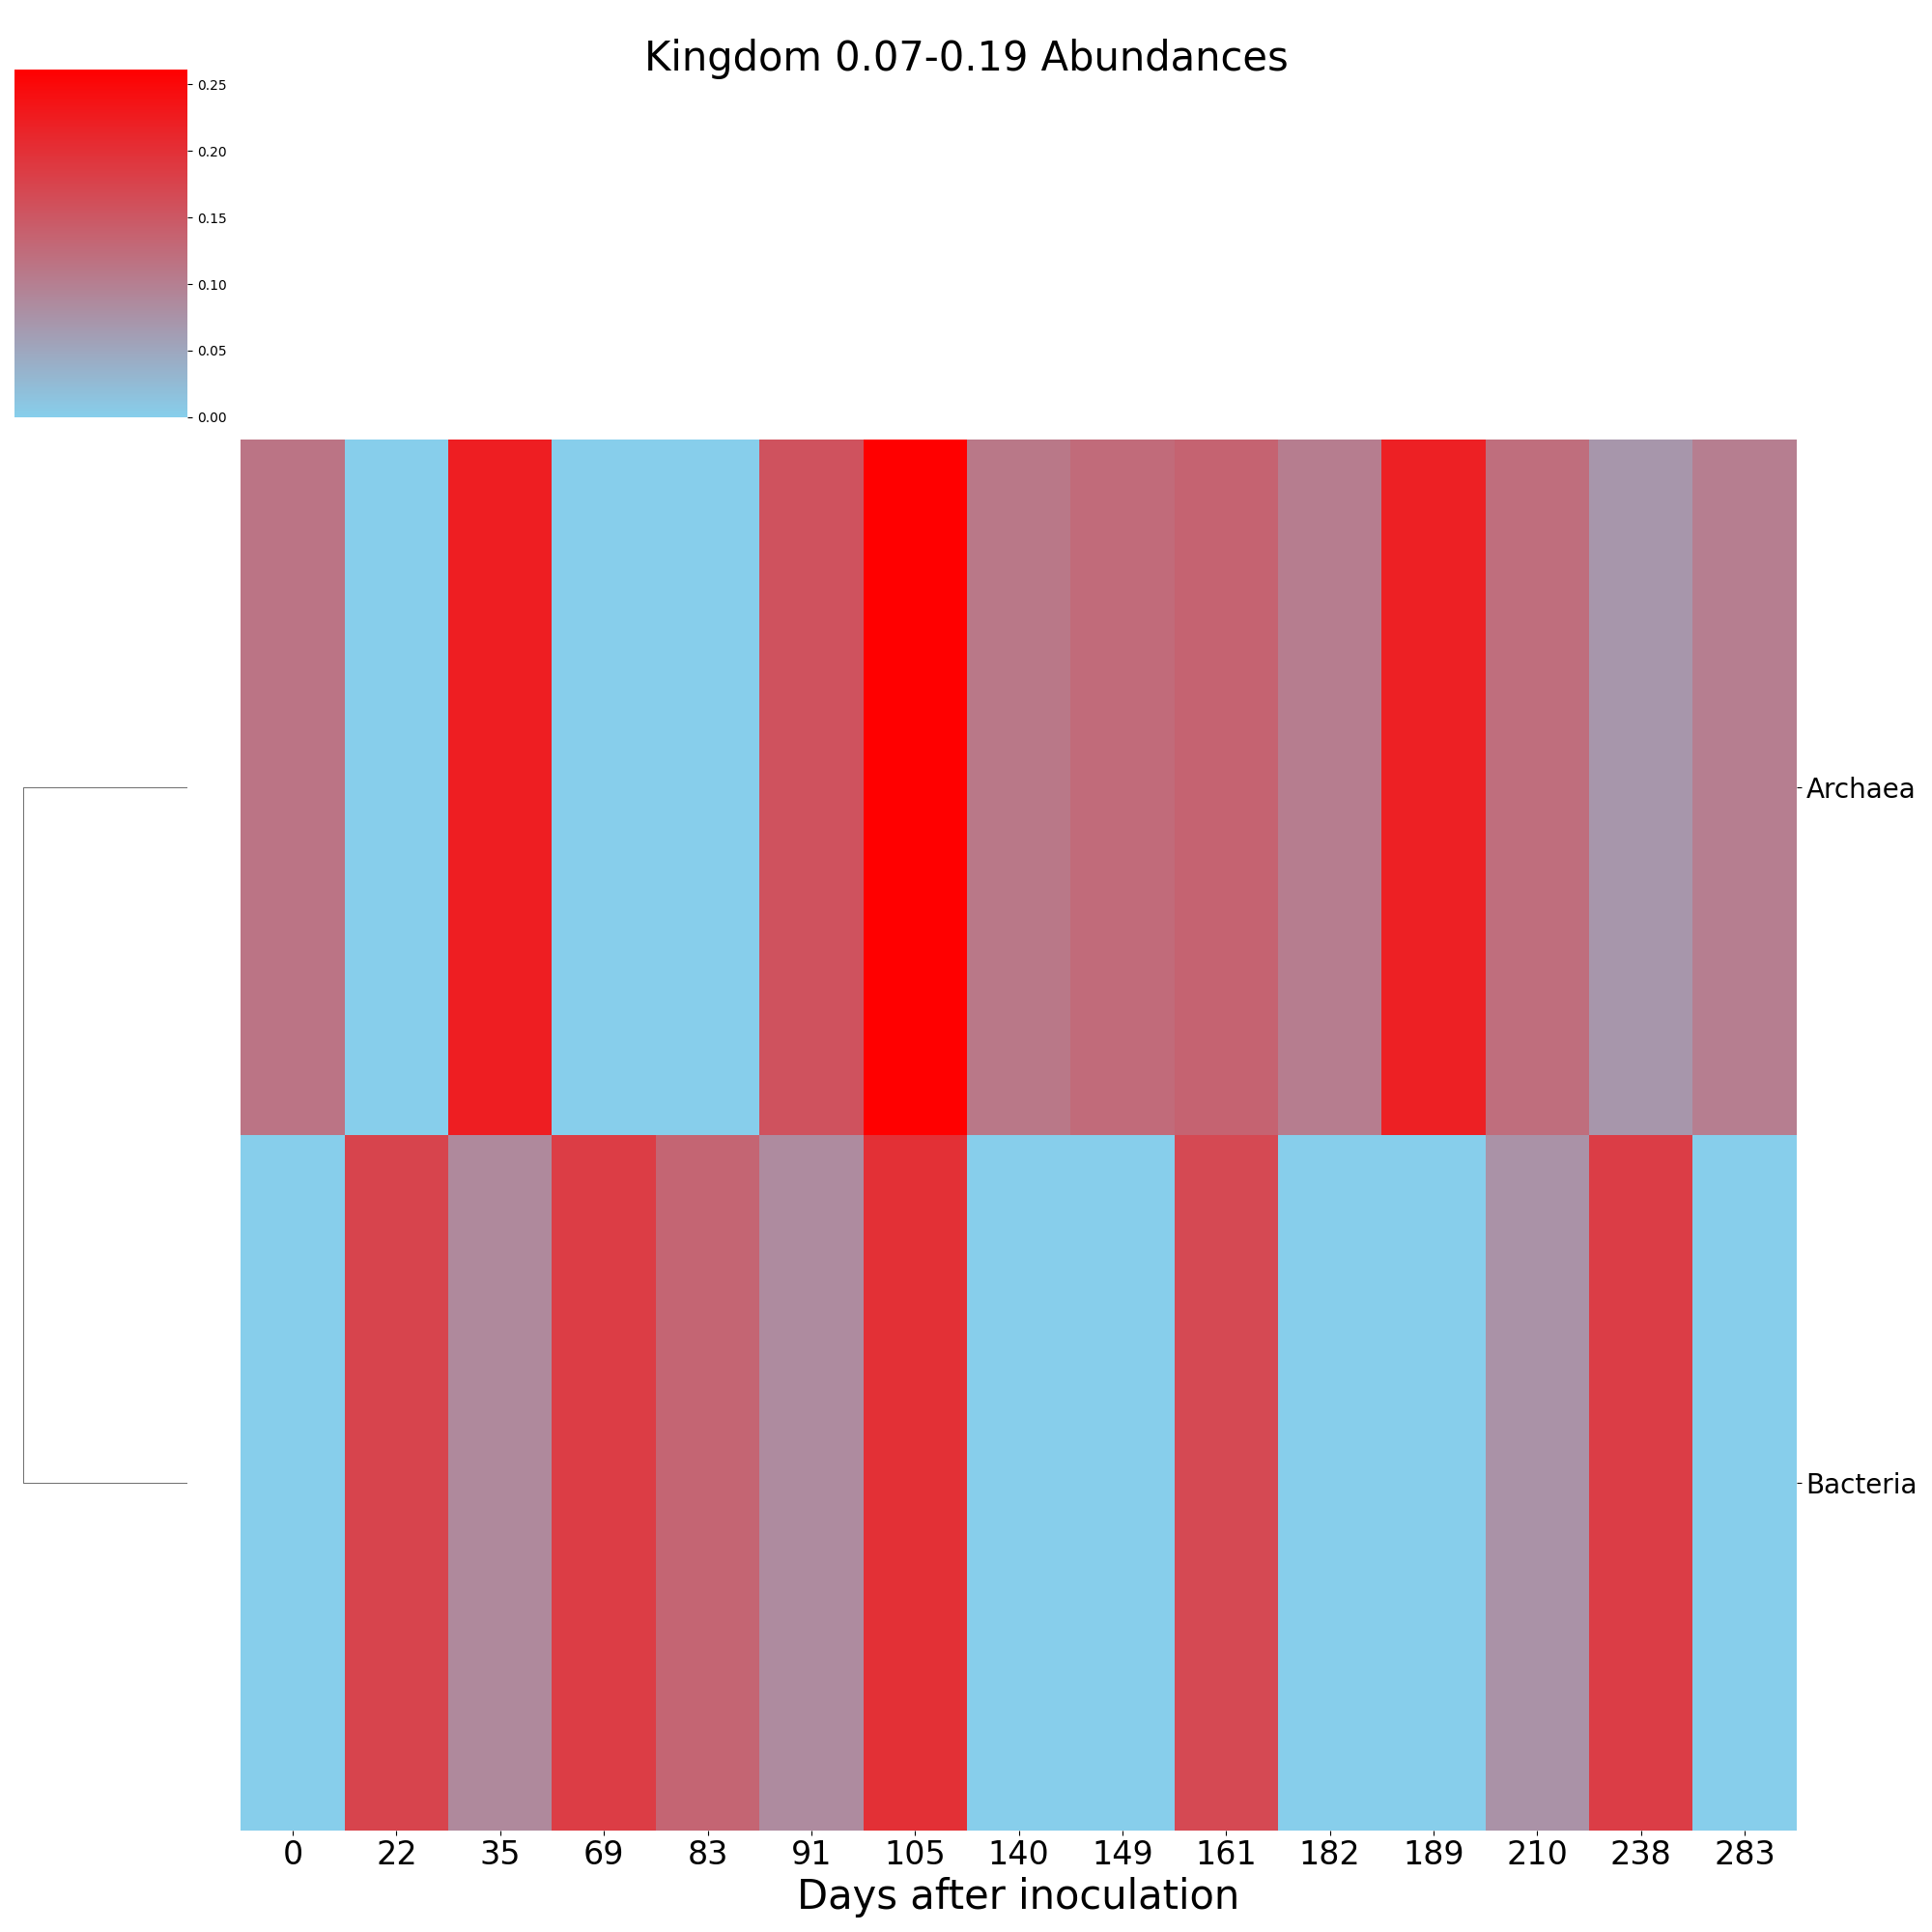 Kingdom 0.07-0.19 Abundances
0.25
0.20
0.15
0.10
0.05
0.00
Archaea
Bacteria
0 22 35 69 83 91 105 140 149 161 182 189 210 238 283
Days after inoculation